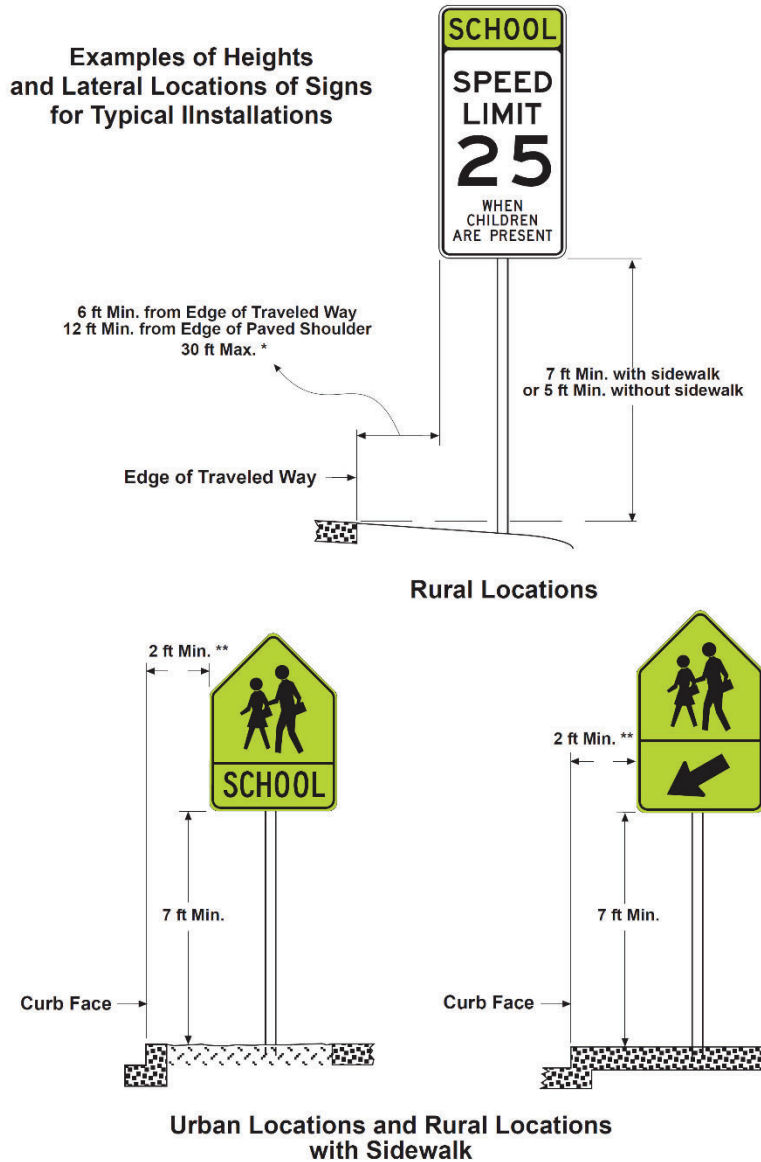 Examples of Heights
and Lateral Locations of Signs
for Typical IInstallations
SCHOOL
SPEED
LIMIT
25
WHEN
CHILDREN
ARE PRESENT
6 ft Min. from Edge of Traveled Way
12 ft Min. from Edge of Paved Shoulder
30 ft Max. *
7 ft Min. with sidewalk
or 5 ft Min. without sidewalk
Edge of Traveled Way
Rural Locations
2 ft Min. **
SCHOOL
7 ft Min.
Curb Face
2 ft Min. **
7 ft Min.
Curb Face
Urban Locations and Rural Locations
with Sidewalk